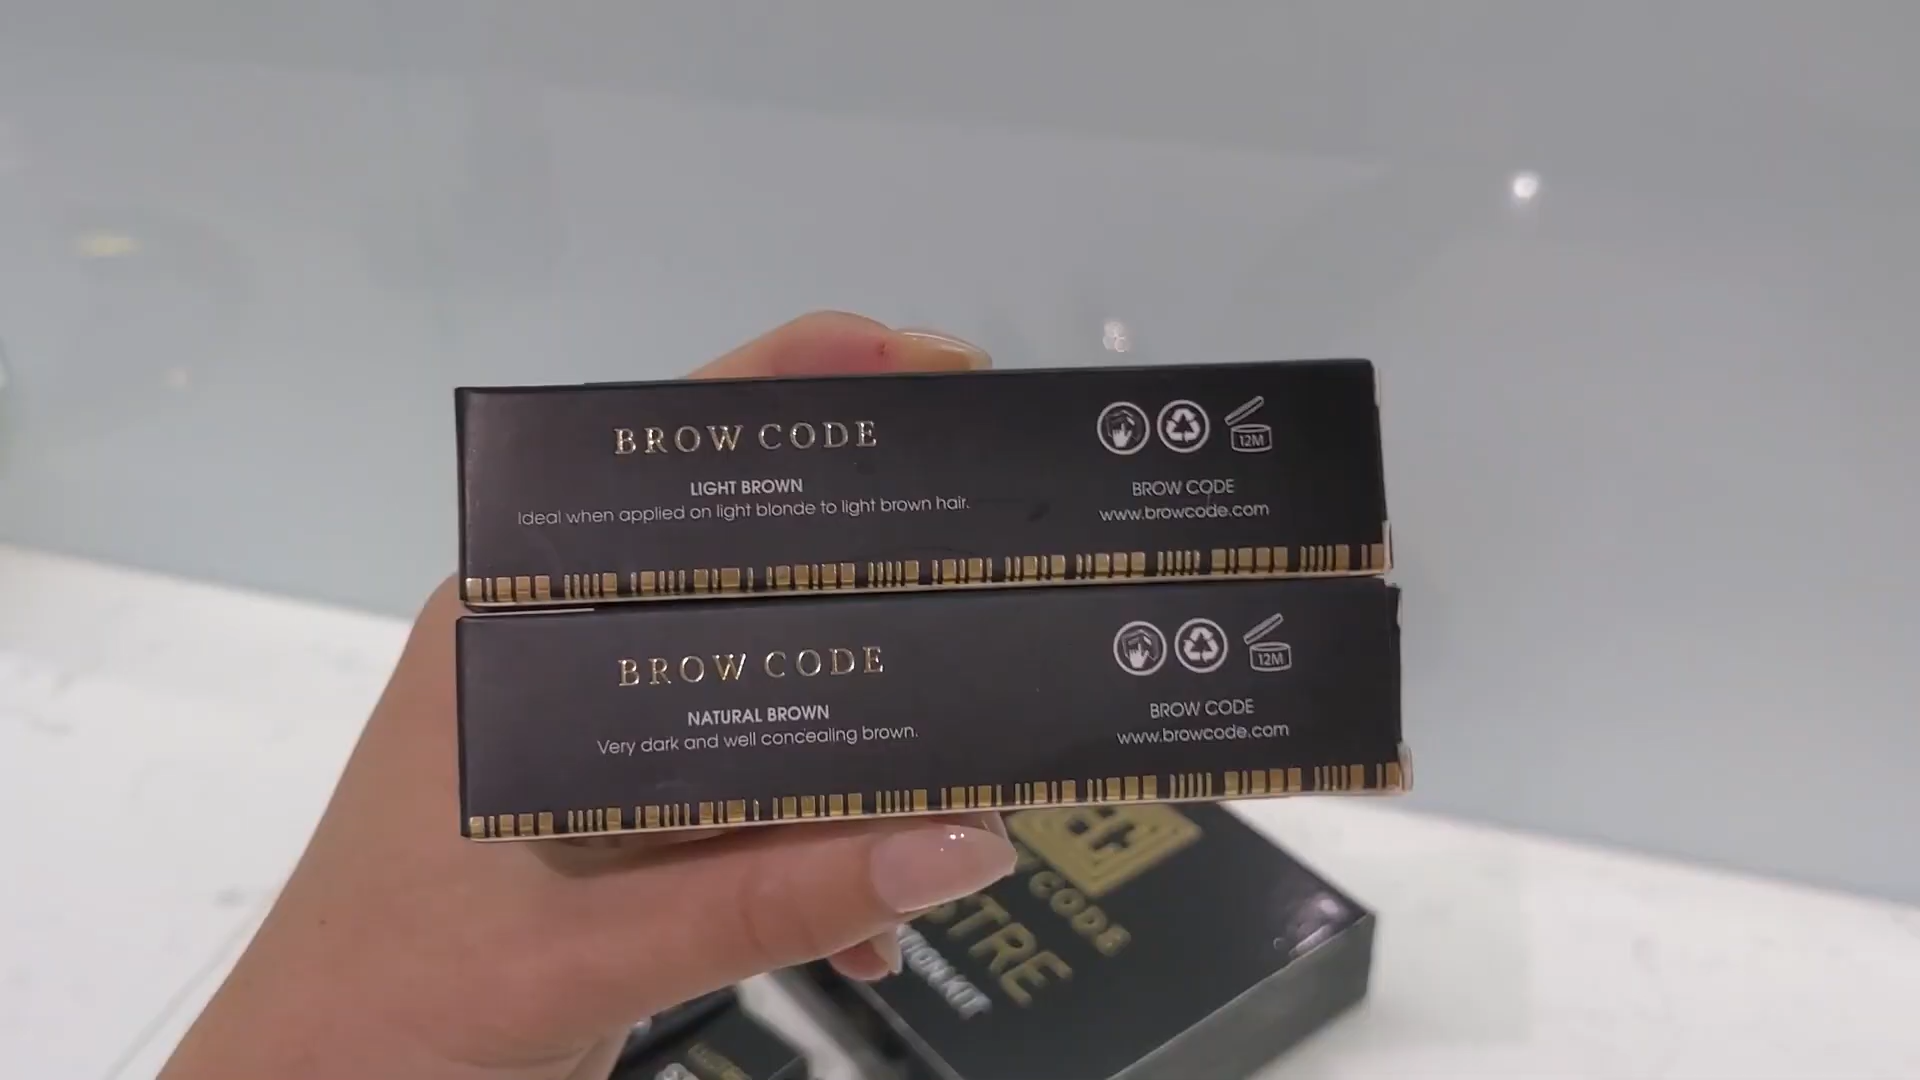 BROW CODE
LIGHT BROWN
Ideal when applied on light blonde to light brown hair.
12M
BROW CODE
www.browcode.com
BROW CODE
NATURAL BROWN
Very dark and well concealing brown.
12M
BROW CODE
www.browcode.com
CODE